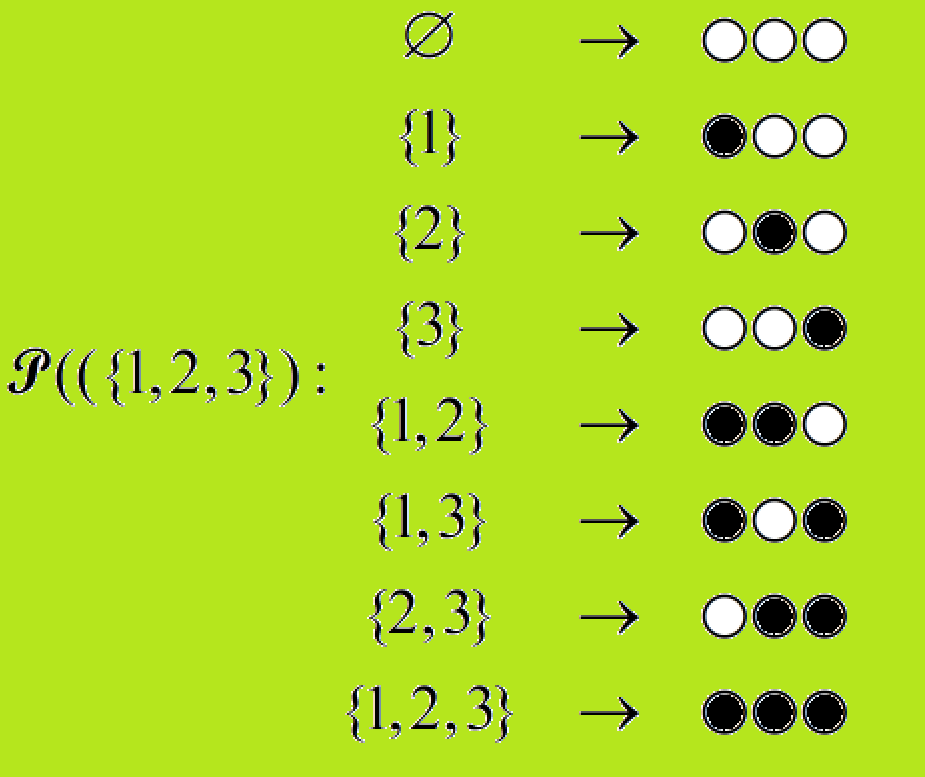 ∅ → ○○○
{1} → ●○○
{2} → ○●○
{3} → ○○●
𝒫(({1,2,3}) :
{1,2} → ●●○
{1,3} → ●○●
{2,3} → ○●●
{1,2,3} → ●●●